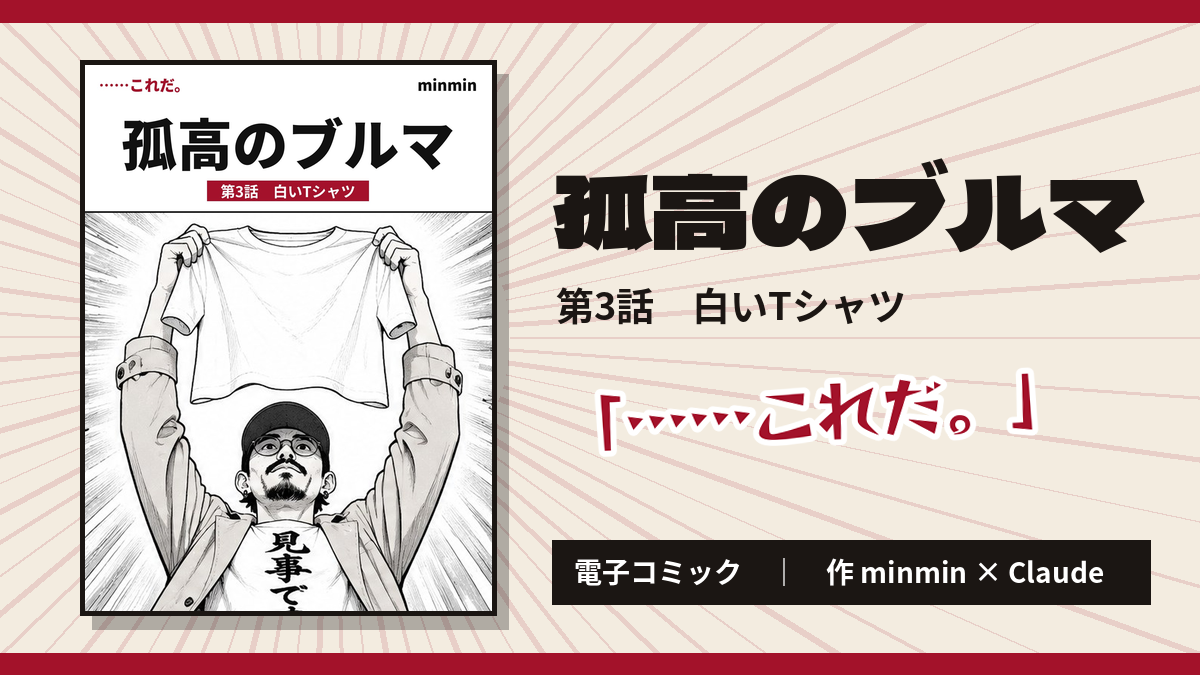 ……これだ。
minmin
孤高のブルマ
第3話　白いTシャツ
見事で
孤高のブルマ
第3話　白いTシャツ
「……これだ。」
電子コミック　｜　作 minmin × Claude